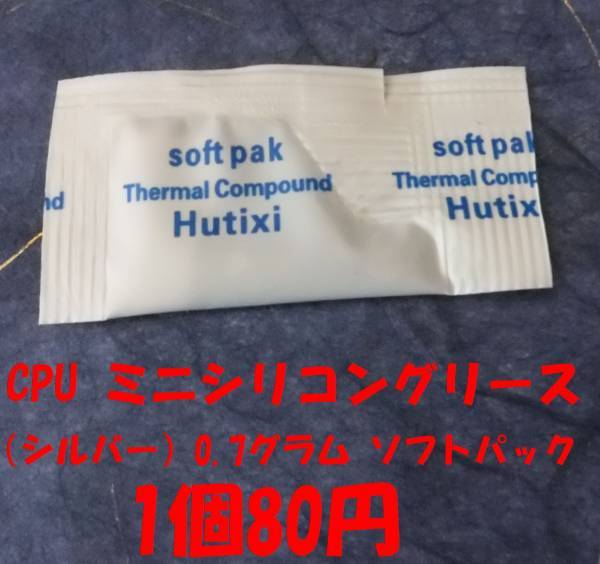 soft pak
Thermal Compound
Hutixi
nd
soft pak
Thermal Comp
Hutixi
CPU ミニシリコングリース
(シルバー) 0.7グラム ソフトパック
1個80円